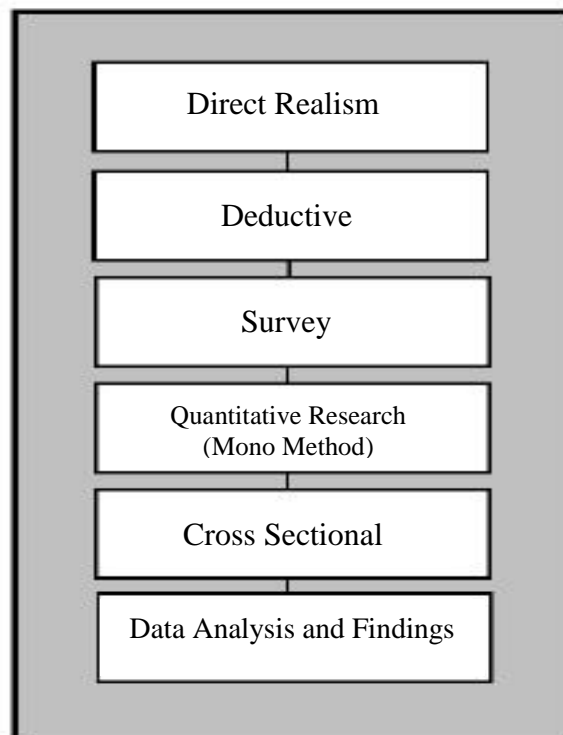 Direct Realism
Deductive
Survey
Quantitative Research
(Mono Method)
Cross Sectional
Data Analysis and Findings